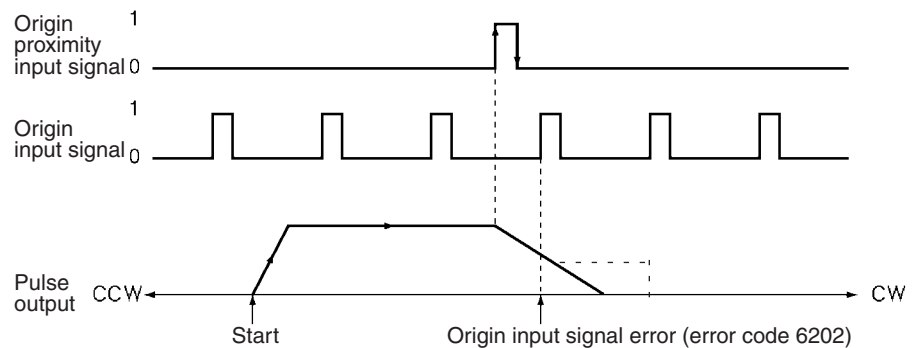 Origin
proximity
input signal
1
0
Origin
input signal
1
0
Pulse
output
CCW
CW
Start
Origin input signal error (error code 6202)